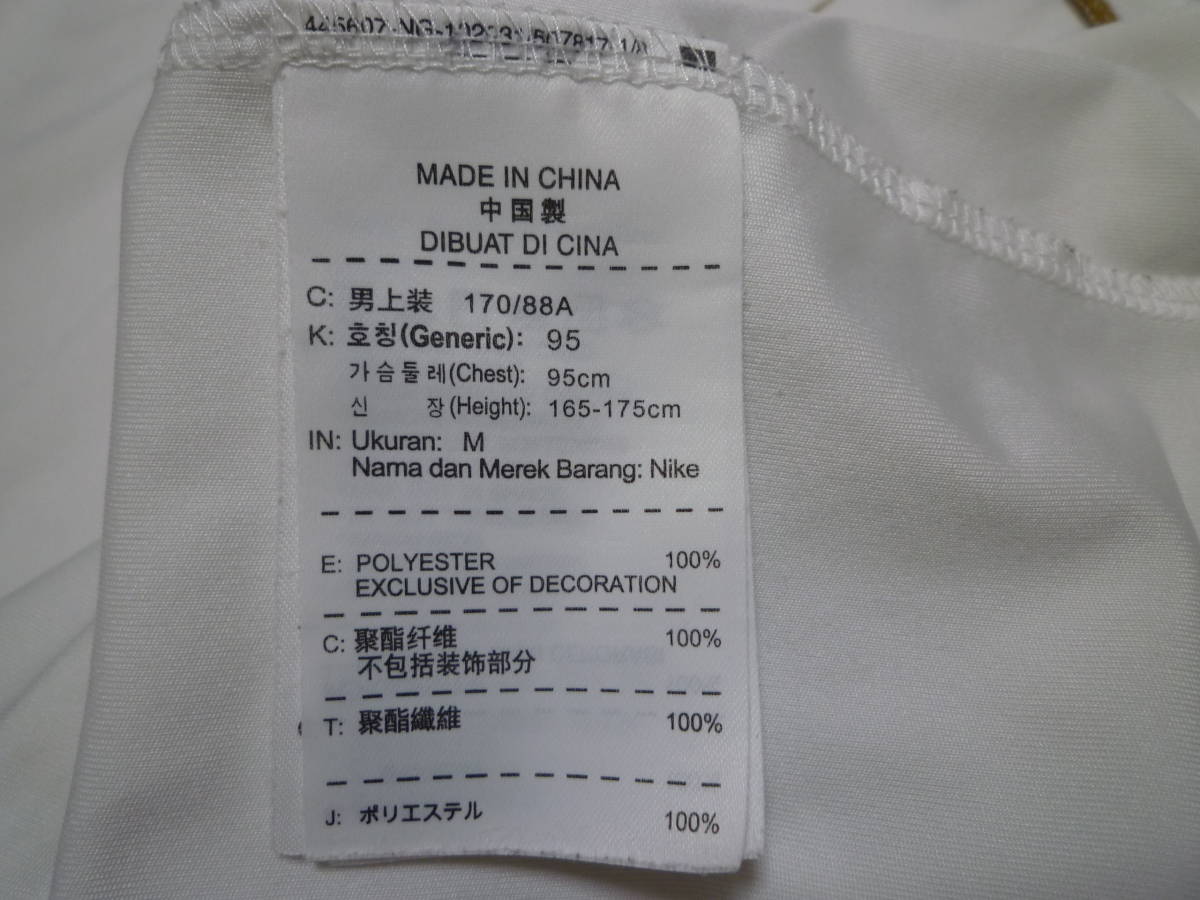 MADE IN CHINA
中国製
DIBUAT DI CINA
C: 男上装 170/88A
K: 호칭(Generic): 95
가슴둘레(Chest): 95cm
신 장(Height): 165-175cm
IN: Ukuran: M
Nama dan Merek Barang: Nike
E: POLYESTER 100%
EXCLUSIVE OF DECORATION
C: 聚酯纤维 100%
不包括装饰部分
T: 聚酯纖維 100%
J: ポリエステル 100%